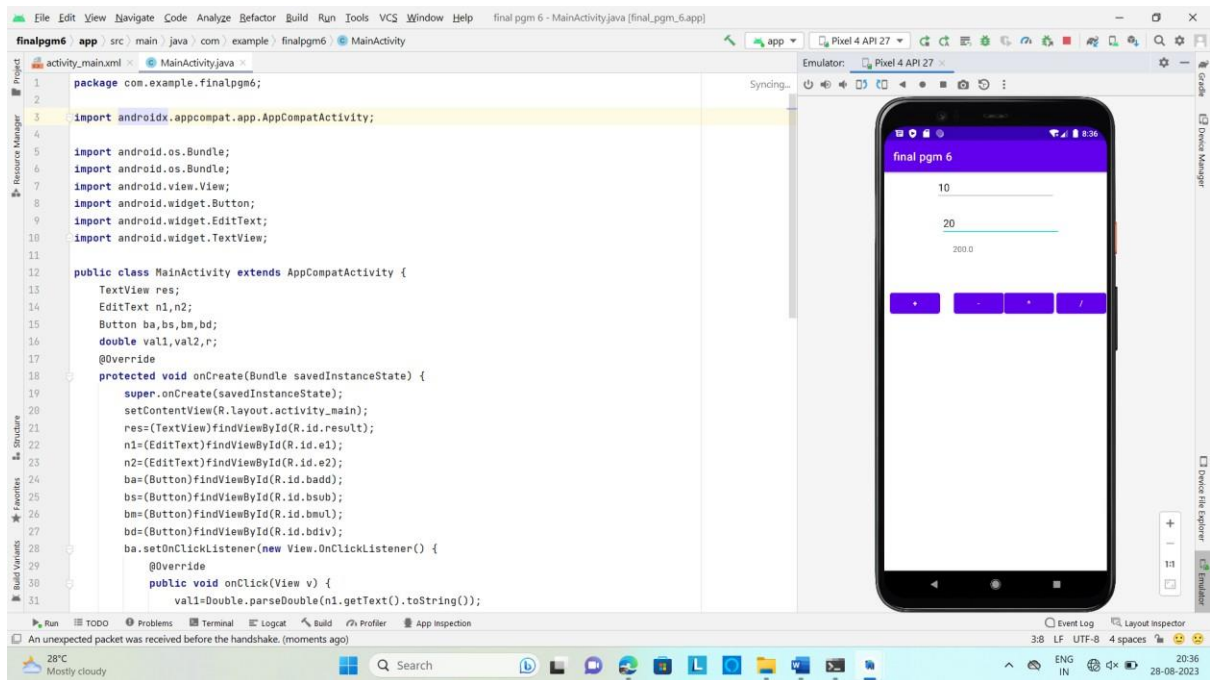 File Edit View Navigate Code Analyze Refactor Build Run Tools VCS Window Help final pgm 6 - MainActivity.java [final_pgm_6.app]
finalpgm6 app src main java com example finalpgm6 MainActivity app Pixel 4 API 27
activity_main.xml MainActivity.java Emulator: Pixel 4 API 27
Project
Resource Manager
Structure
Favorites
Build Variants
Syncing...
1 package com.example.finalpgm6;
2
3 import androidx.appcompat.app.AppCompatActivity;
4
5 import android.os.Bundle;
6 import android.os.Bundle;
7 import android.view.View;
8 import android.widget.Button;
9 import android.widget.EditText;
10 import android.widget.TextView;
11
12 public class MainActivity extends AppCompatActivity {
13 TextView res;
14 EditText n1,n2;
15 Button ba,bs,bm,bd;
16 double val1,val2,r;
17 @Override
18 protected void onCreate(Bundle savedInstanceState) {
19 super.onCreate(savedInstanceState);
20 setContentView(R.layout.activity_main);
21 res=(TextView)findViewById(R.id.result);
22 n1=(EditText)findViewById(R.id.e1);
23 n2=(EditText)findViewById(R.id.e2);
24 ba=(Button)findViewById(R.id.badd);
25 bs=(Button)findViewById(R.id.bsub);
26 bm=(Button)findViewById(R.id.bmul);
27 bd=(Button)findViewById(R.id.bdiv);
28 ba.setOnClickListener(new View.OnClickListener() {
29 @Override
30 public void onClick(View v) {
31 val1=Double.parseDouble(n1.getText().toString());
8:36
final pgm 6
10
20
200.0
+ - * /
Gradle
Device Manager
Device File Explorer
Emulator
1:1
Run TODO Problems Terminal Logcat Build Profiler App Inspection Event Log Layout Inspector
An unexpected packet was received before the handshake. (moments ago) 3:8 LF UTF-8 4 spaces
28°C
Mostly cloudy
Search
ENG
IN
20:36
28-08-2023